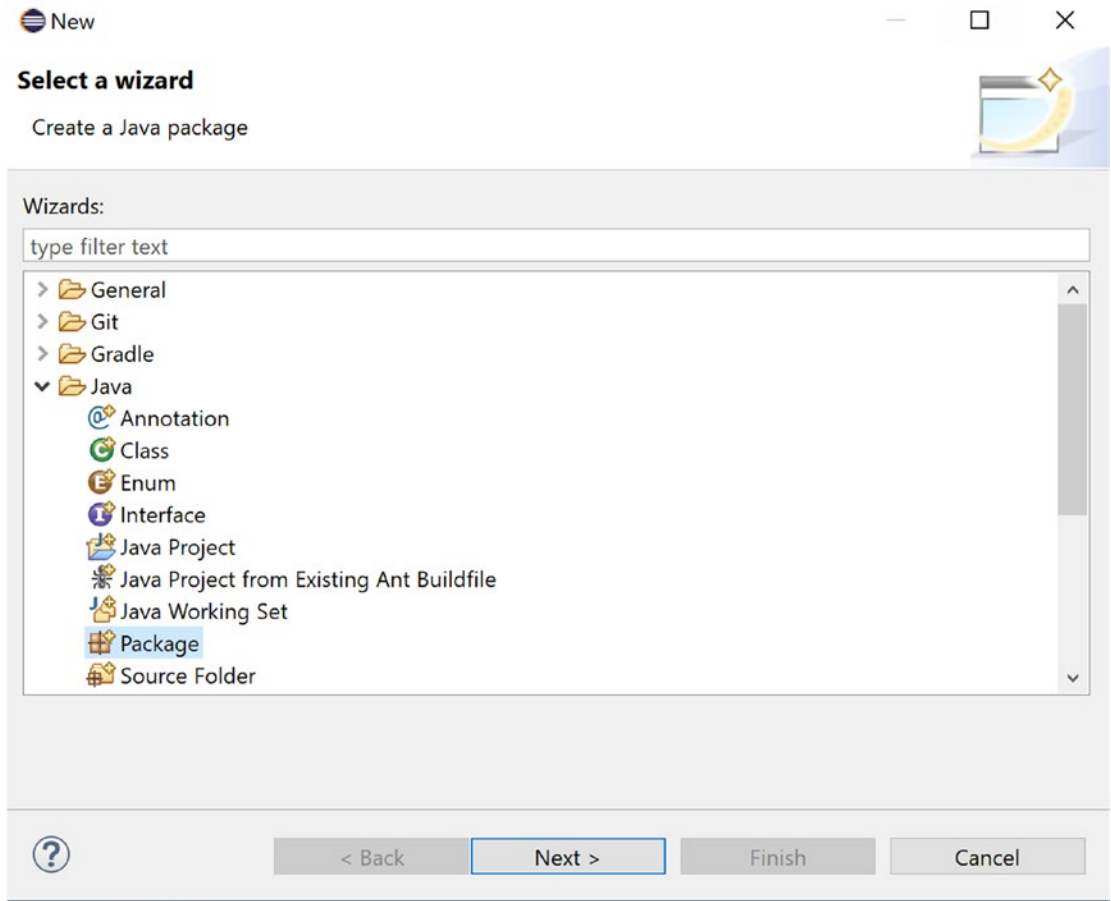 New
Select a wizard
Create a Java package
Wizards:
type filter text
General
Git
Gradle
Java
Annotation
Class
Enum
Interface
Java Project
Java Project from Existing Ant Buildfile
Java Working Set
Package
Source Folder
< Back Next > Finish Cancel